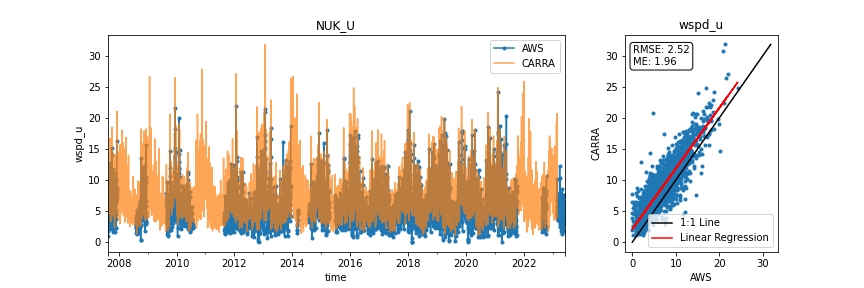 NUK_U
wspd_u
30
25
20
15
10
5
0
2008
2010
2012
2014
2016
2018
2020
2022
time
AWS
CARRA
wspd_u
CARRA
30
25
20
15
10
5
0
0
10
20
30
AWS
RMSE: 2.52
ME: 1.96
1:1 Line
Linear Regression